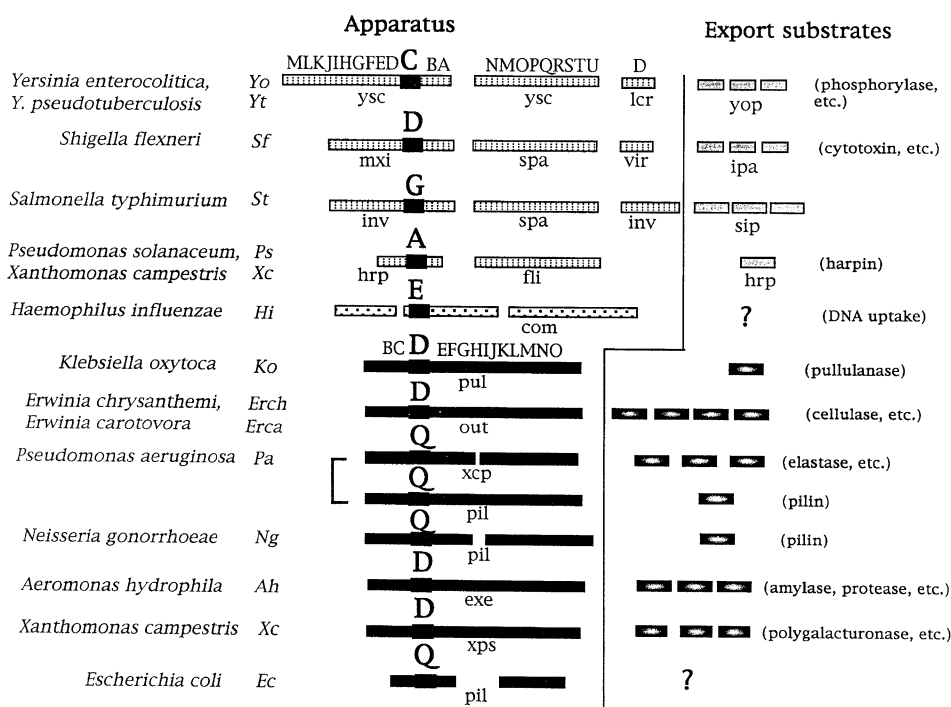 Apparatus
Export substrates
MLKJIHGFED C BA NMOPQRSTU D
Yersinia enterocolitica, Yo
Y. pseudotuberculosis Yt
ysc ysc lcr yop (phosphorylase, etc.)
D
Shigella flexneri Sf
mxi spa vir ipa (cytotoxin, etc.)
G
Salmonella typhimurium St
inv spa inv sip
A
Pseudomonas solanaceum, Ps
Xanthomonas campestris Xc
hrp fli hrp (harpin)
E
Haemophilus influenzae Hi
com ? (DNA uptake)
BC D EFGHIJKLMNO
Klebsiella oxytoca Ko
pul (pullulanase)
D
Erwinia chrysanthemi, Erch
Erwinia carotovora Erca
out (cellulase, etc.)
Q
Pseudomonas aeruginosa Pa
xcp (elastase, etc.)
Q
pil (pilin)
Q
Neisseria gonorrhoeae Ng
pil (pilin)
D
Aeromonas hydrophila Ah
exe (amylase, protease, etc.)
D
Xanthomonas campestris Xc
xps (polygalacturonase, etc.)
Q
Escherichia coli Ec
pil ?